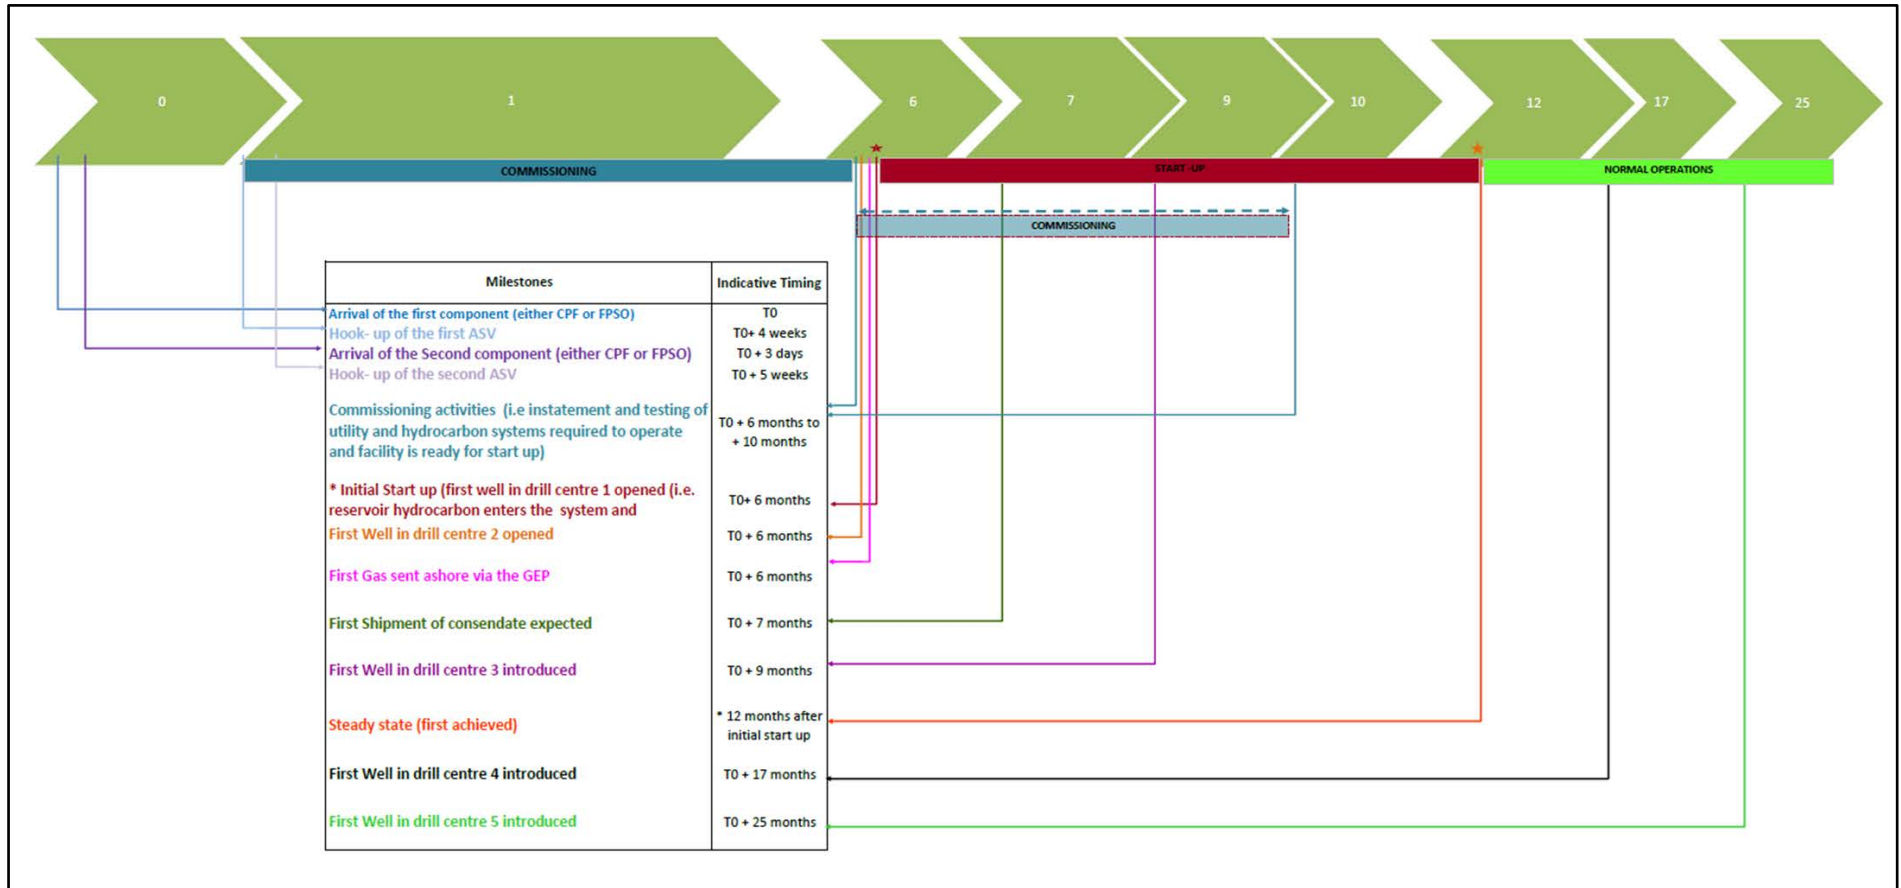 0
1
6
7
9
10
12
17
25
COMMISSIONING
START-UP
NORMAL OPERATIONS
COMMISSIONING
Milestones
Indicative Timing
Arrival of the first component (either CPF or FPSO)
T0
Hook- up of the first ASV
T0+ 4 weeks
Arrival of the Second component (either CPF or FPSO)
T0 + 3 days
Hook- up of the second ASV
T0 + 5 weeks
Commissioning activities (i.e instatement and testing of
utility and hydrocarbon systems required to operate
and facility is ready for start up)
T0 + 6 months to
+ 10 months
* Initial Start up (first well in drill centre 1 opened (i.e.
reservoir hydrocarbon enters the system and
T0+ 6 months
First Well in drill centre 2 opened
T0 + 6 months
First Gas sent ashore via the GEP
T0 + 6 months
First Shipment of consendate expected
T0 + 7 months
First Well in drill centre 3 introduced
T0 + 9 months
Steady state (first achieved)
* 12 months after
initial start up
First Well in drill centre 4 introduced
T0 + 17 months
First Well in drill centre 5 introduced
T0 + 25 months